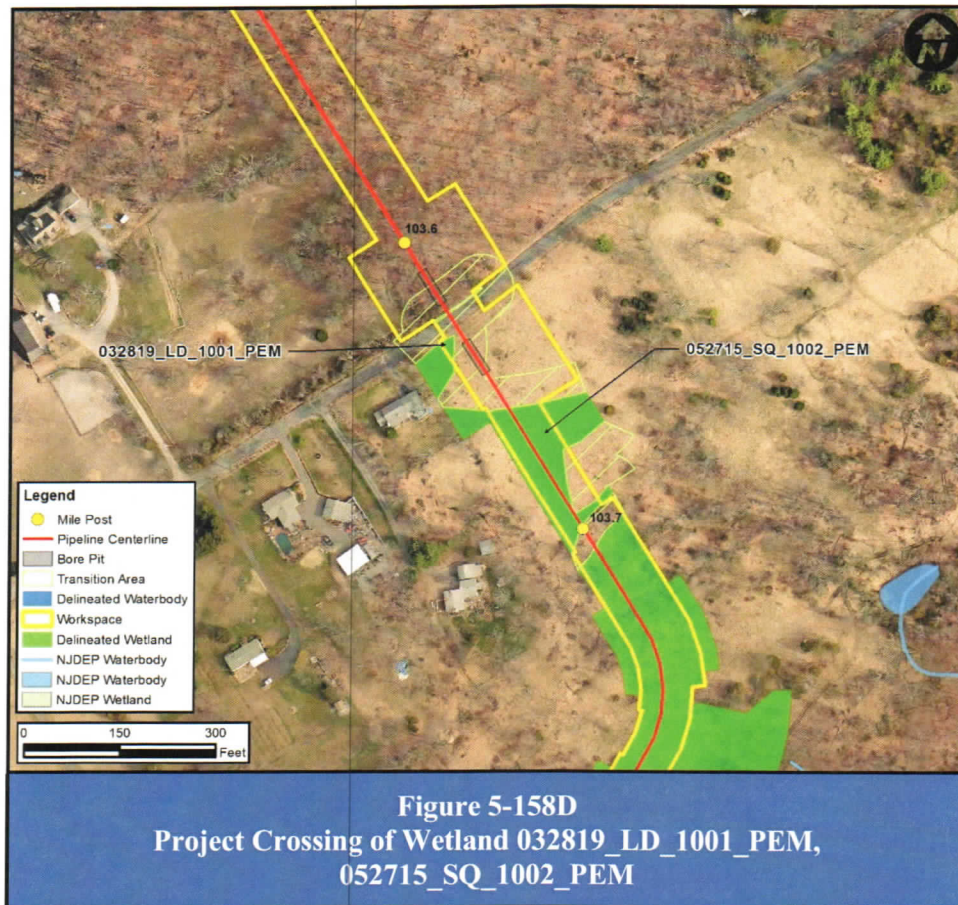 N
103.6
032819_LD_1001_PEM
052715_SQ_1002_PEM
103.7
Legend
Mile Post
Pipeline Centerline
Bore Pit
Transition Area
Delineated Waterbody
Workspace
Delineated Wetland
NJDEP Waterbody
NJDEP Waterbody
NJDEP Wetland
0 150 300
Feet
Figure 5-158D
Project Crossing of Wetland 032819_LD_1001_PEM,
052715_SQ_1002_PEM